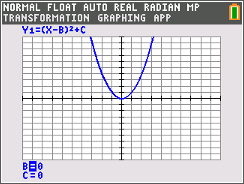 NORMAL FLOAT AUTO REAL RADIAN MP
TRANSFORMATION GRAPHING APP
Y1=(X-B)²+C
B=0
C=0